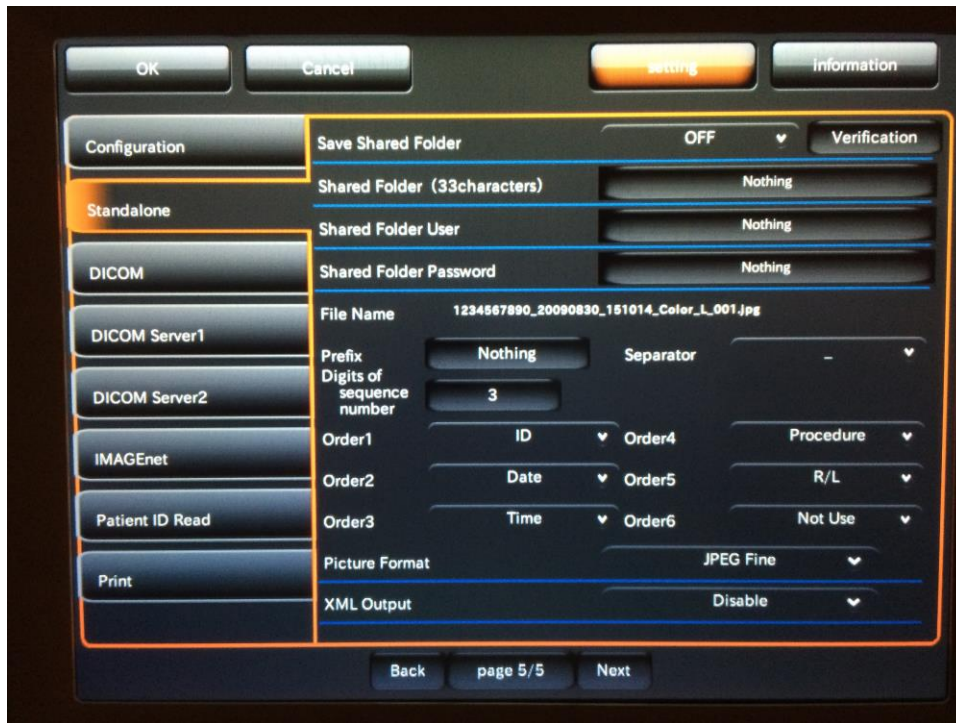 OK Cancel setting information
Configuration
Standalone
DICOM
DICOM Server1
DICOM Server2
IMAGEnet
Patient ID Read
Print
Save Shared Folder OFF Verification
Shared Folder (33characters) Nothing
Shared Folder User Nothing
Shared Folder Password Nothing
File Name 1234567890_20090830_151014_Color_L_001.jpg
Prefix Nothing Separator _
Digits of
sequence 3
number
Order1 ID Order4 Procedure
Order2 Date Order5 R/L
Order3 Time Order6 Not Use
Picture Format JPEG Fine
XML Output Disable
Back page 5/5 Next